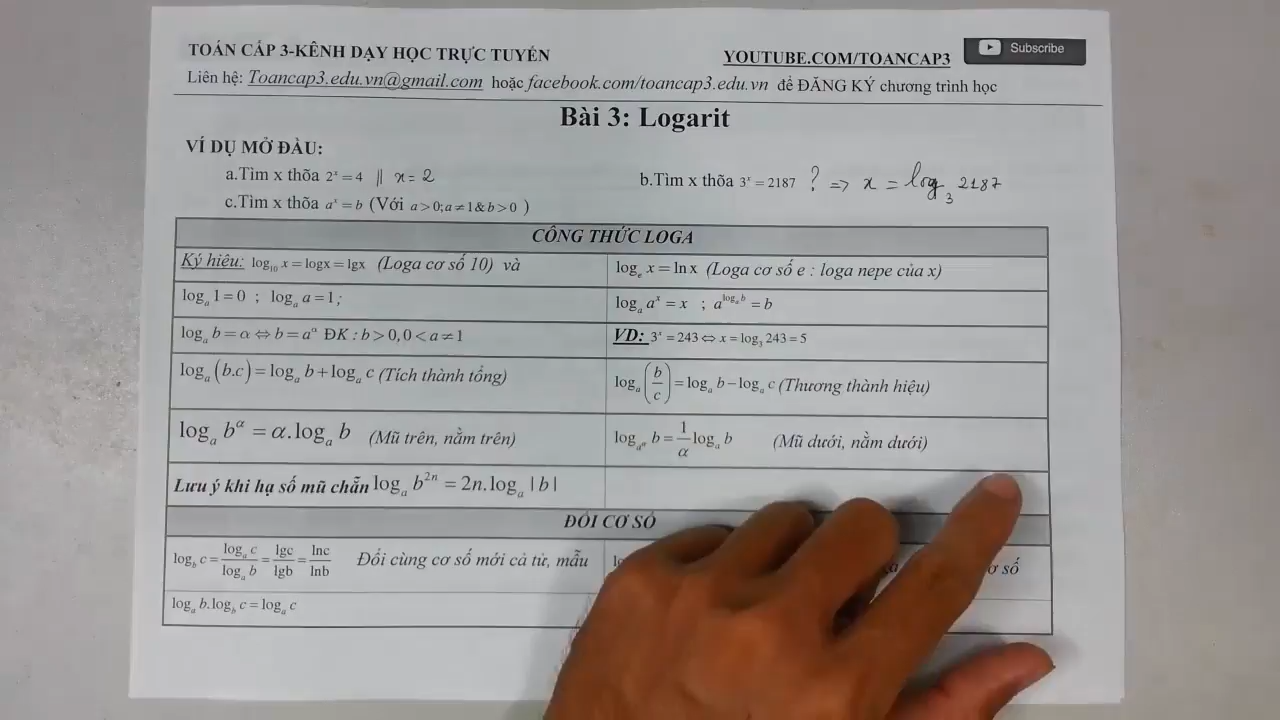 TOÁN CẤP 3-KÊNH DẠY HỌC TRỰC TUYẾN YOUTUBE.COM/TOANCAP3 Subscribe
Liên hệ: Toancap3.edu.vn@gmail.com hoặc facebook.com/toancap3.edu.vn để ĐĂNG KÝ chương trình học
Bài 3: Logarit
VÍ DỤ MỞ ĐẦU:
a.Tìm x thõa 2^x = 4 || x = 2 b.Tìm x thõa 3^x = 2187 ? => x = log_3 2187
c.Tìm x thõa a^x = b (Với a > 0; a ≠ 1 & b > 0 )
CÔNG THỨC LOGA
Ký hiệu: log_10 x = logx = lgx (Loga cơ số 10) và log_e x = ln x (Loga cơ số e : loga nepe của x)
log_a 1 = 0 ; log_a a = 1; log_a a^x = x ; a^(log_a b) = b
log_a b = α ⇔ b = a^α ĐK : b > 0, 0 < a ≠ 1 VD: 3^x = 243 ⇔ x = log_3 243 = 5
log_a (b.c) = log_a b + log_a c (Tích thành tổng) log_a (b/c) = log_a b − log_a c (Thương thành hiệu)
log_a b^α = α.log_a b (Mũ trên, nằm trên) log_(a^α) b = 1/α log_a b (Mũ dưới, nằm dưới)
Lưu ý khi hạ số mũ chẵn log_a b^(2n) = 2n.log_a |b|
ĐỔI CƠ SỐ
log_b c = log_a c / log_a b = lgc / lgb = lnc / lnb Đổi cùng cơ số mới cả tử, mẫu số
log_a b.log_b c = log_a c